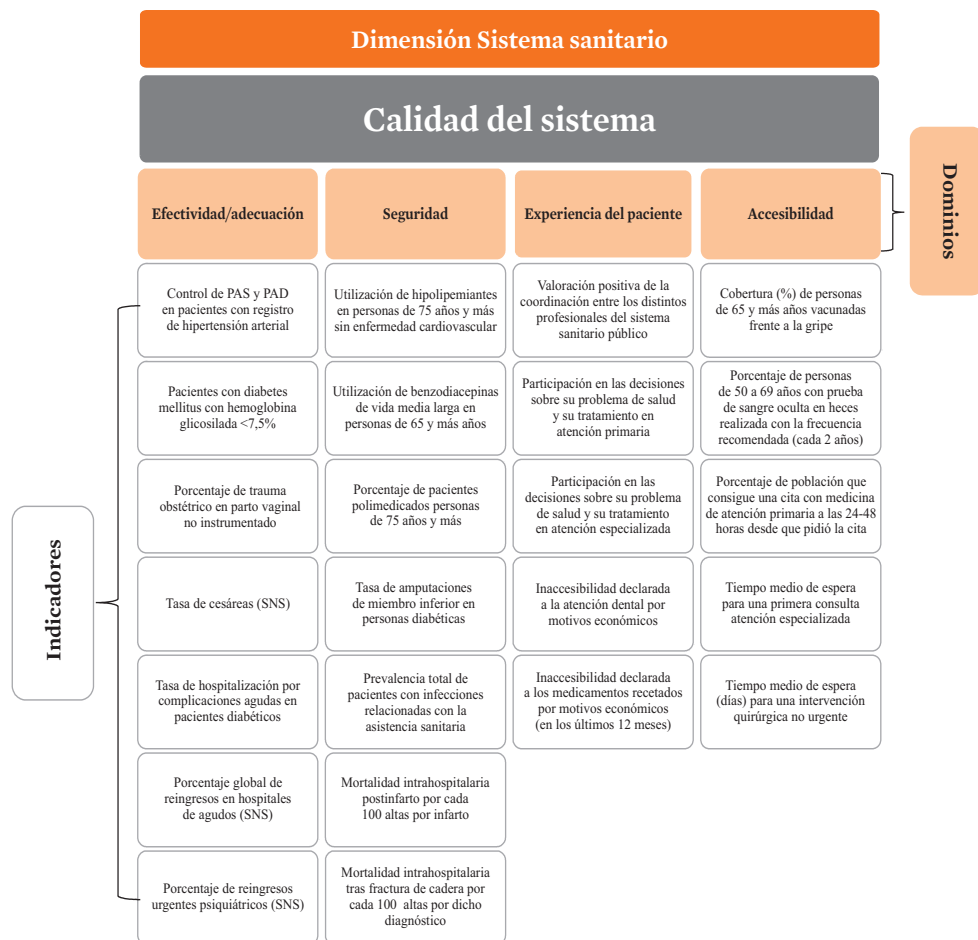 Dimensión Sistema sanitario
Calidad del sistema
Dominios
Efectividad/adecuación
Seguridad
Experiencia del paciente
Accesibilidad
Indicadores
Control de PAS y PAD
en pacientes con registro
de hipertensión arterial
Utilización de hipolipemiantes
en personas de 75 años y más
sin enfermedad cardiovascular
Valoración positiva de la
coordinación entre los distintos
profesionales del sistema
sanitario público
Cobertura (%) de personas
de 65 y más años vacunadas
frente a la gripe
Pacientes con diabetes
mellitus con hemoglobina
glicosilada <7,5%
Utilización de benzodiacepinas
de vida media larga en
personas de 65 y más años
Participación en las decisiones
sobre su problema de salud
y su tratamiento en
atención primaria
Porcentaje de personas
de 50 a 69 años con prueba
de sangre oculta en heces
realizada con la frecuencia
recomendada (cada 2 años)
Porcentaje de trauma
obstétrico en parto vaginal
no instrumentado
Porcentaje de pacientes
polimedicados personas
de 75 años y más
Participación en las
decisiones sobre su problema
de salud y su tratamiento
en atención especializada
Porcentaje de población que
consigue una cita con medicina
de atención primaria a las 24-48
horas desde que pidió la cita
Tasa de cesáreas (SNS)
Tasa de amputaciones
de miembro inferior en
personas diabéticas
Inaccesibilidad declarada
a la atención dental por
motivos económicos
Tiempo medio de espera
para una primera consulta
atención especializada
Tasa de hospitalización por
complicaciones agudas en
pacientes diabéticos
Prevalencia total de
pacientes con infecciones
relacionadas con la
asistencia sanitaria
Inaccesibilidad declarada
a los medicamentos recetados
por motivos económicos
(en los últimos 12 meses)
Tiempo medio de espera
(días) para una intervención
quirúrgica no urgente
Porcentaje global de
reingresos en hospitales
de agudos (SNS)
Mortalidad intrahospitalaria
postinfarto por cada
100 altas por infarto
Porcentaje de reingresos
urgentes psiquiátricos (SNS)
Mortalidad intrahospitalaria
tras fractura de cadera por
cada 100 altas por dicho
diagnóstico